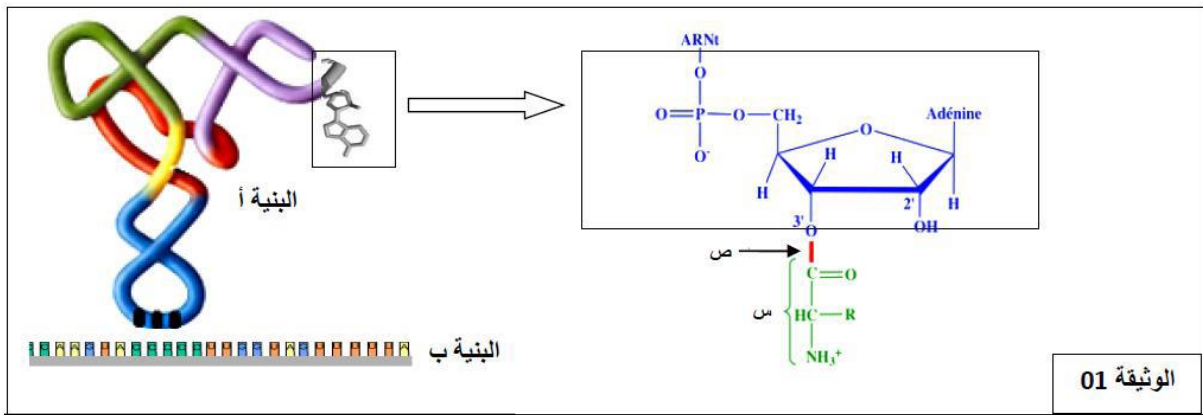 ARNt
O
O=P—O—CH₂
O⁻
O
Adénine
H
H
H
H
3'
2'
O
OH
ص
C=O
س
HC—R
NH₃⁺
البنية أ
البنية ب
الوثيقة 01